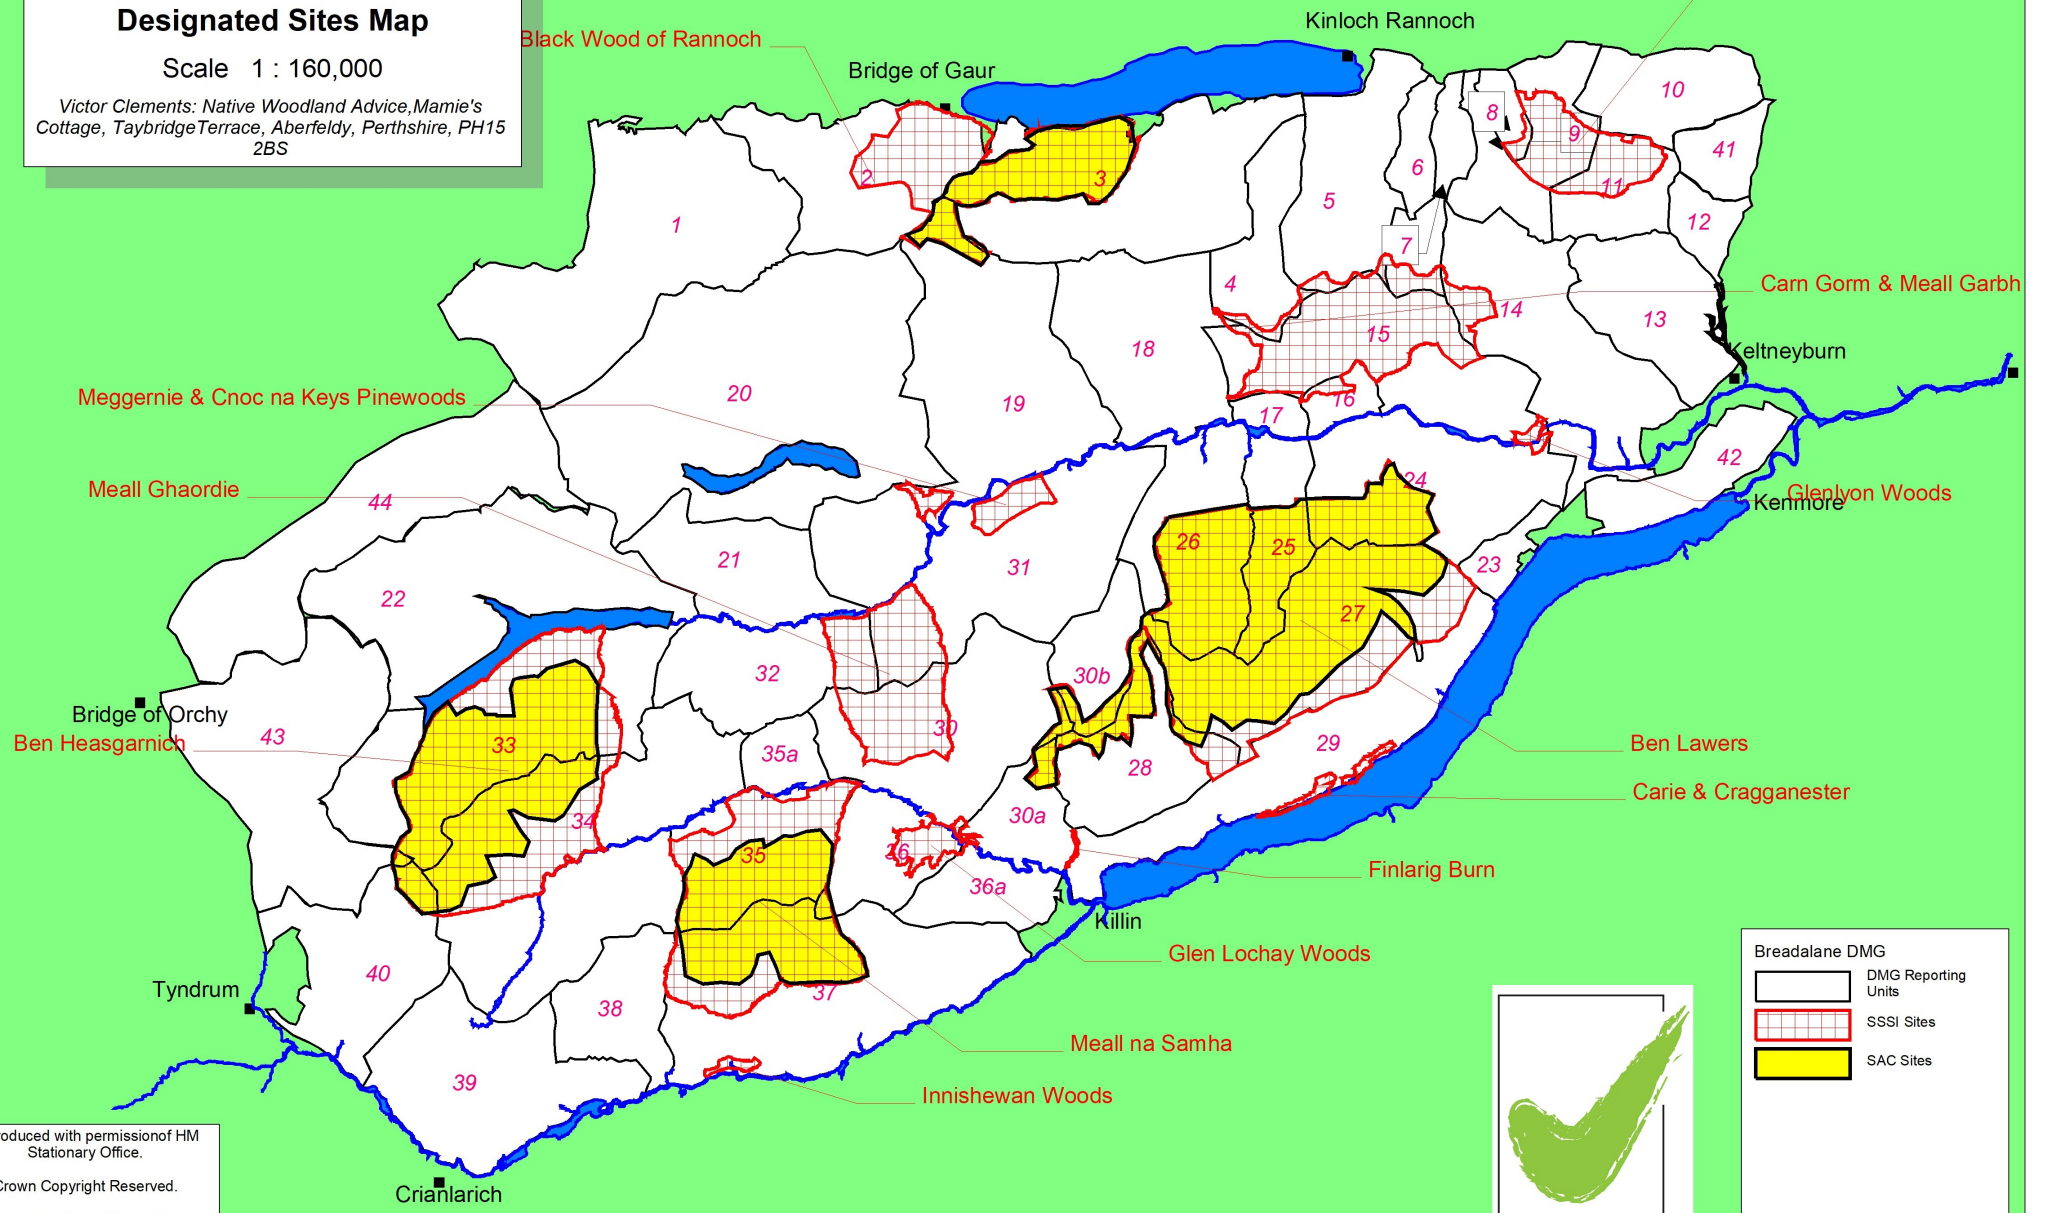 Designated Sites Map
Scale 1 : 160,000
Victor Clements: Native Woodland Advice,Mamie's
Cottage, TaybridgeTerrace, Aberfeldy, Perthshire, PH15
2BS
Kinloch Rannoch
Black Wood of Rannoch
Bridge of Gaur
10
8
9
41
6
2
3
11
5
1
12
7
4
Carn Gorm & Meall Garbh
14
13
15
18
Keltneyburn
20
Meggernie & Cnoc na Keys Pinewoods
19
16
17
42
24
Meall Ghaordie
Glenlyon Woods
44
Kenmore
26
25
21
31
23
22
27
32
30b
Bridge of Orchy
30
43
Ben Heasgarnich
33
29
Ben Lawers
35a
28
Carie & Cragganester
34
30a
35
36
Finlarig Burn
36a
Killin
Glen Lochay Woods
Breadalane DMG
40
DMG Reporting
Units
Tyndrum
37
38
SSSI Sites
Meall na Samha
SAC Sites
39
Innishewan Woods
oduced with permissionof HM
Stationary Office.
Crown Copyright Reserved.
Crianlarich